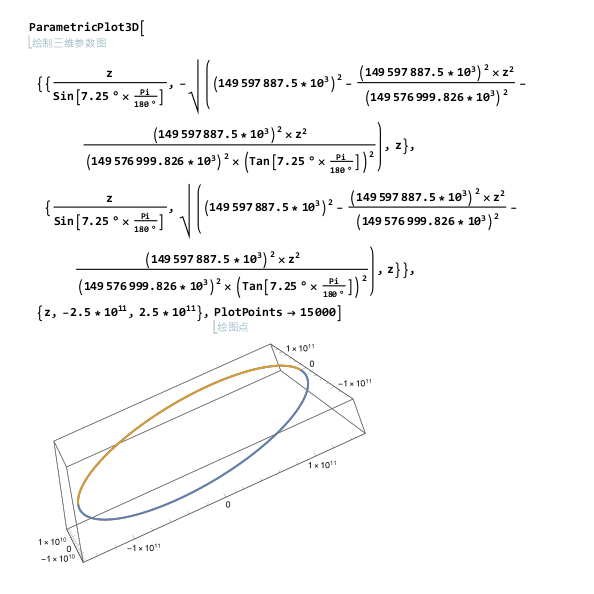 ParametricPlot3D[
绘制三维参数图
{{z/Sin[7.25 ° × Pi/180 °], -√((149 597 887.5 * 10^3)^2 - ((149 597 887.5 * 10^3)^2 × z^2)/(149 576 999.826 * 10^3)^2 -
((149 597 887.5 * 10^3)^2 × z^2)/((149 576 999.826 * 10^3)^2 × (Tan[7.25 ° × Pi/180 °])^2)), z},
{z/Sin[7.25 ° × Pi/180 °], √((149 597 887.5 * 10^3)^2 - ((149 597 887.5 * 10^3)^2 × z^2)/(149 576 999.826 * 10^3)^2 -
((149 597 887.5 * 10^3)^2 × z^2)/((149 576 999.826 * 10^3)^2 × (Tan[7.25 ° × Pi/180 °])^2)), z}},
{z, -2.5 * 10^11, 2.5 * 10^11}, PlotPoints → 15000]
绘图点
1×10^11
0
-1×10^11
1×10^11
0
-1×10^11
1×10^10
0
-1×10^10